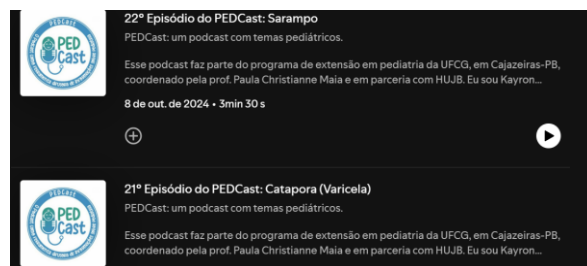 PEDCAST
PED
Cast
22º Episódio do PEDCast: Sarampo
PEDCast: um podcast com temas pediátricos.
Esse podcast faz parte do programa de extensão em pediatria da UFCG, em Cajazeiras-PB,
coordenado pela prof. Paula Christianne Maia e em parceria com HUJB. Eu sou Kayron...
8 de out. de 2024 • 3min 30 s
PEDCAST
PED
Cast
21º Episódio do PEDCast: Catapora (Varicela)
PEDCast: um podcast com temas pediátricos.
Esse podcast faz parte do programa de extensão em pediatria da UFCG, em Cajazeiras-PB,
coordenado pela prof. Paula Christianne Maia e em parceria com HUJB. Eu sou Kayron...